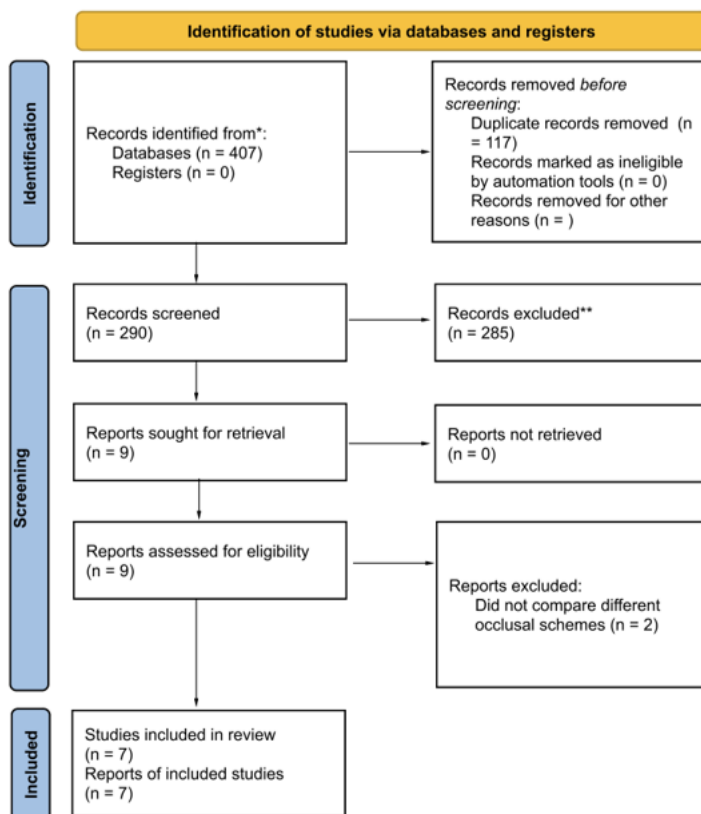 Identification of studies via databases and registers
Identification
Records identified from*:
Databases (n = 407)
Registers (n = 0)
Records removed before
screening:
Duplicate records removed (n
= 117)
Records marked as ineligible
by automation tools (n = 0)
Records removed for other
reasons (n = )
Screening
Records screened
(n = 290)
Records excluded**
(n = 285)
Reports sought for retrieval
(n = 9)
Reports not retrieved
(n = 0)
Reports assessed for eligibility
(n = 9)
Reports excluded:
Did not compare different
occlusal schemes (n = 2)
Included
Studies included in review
(n = 7)
Reports of included studies
(n = 7)